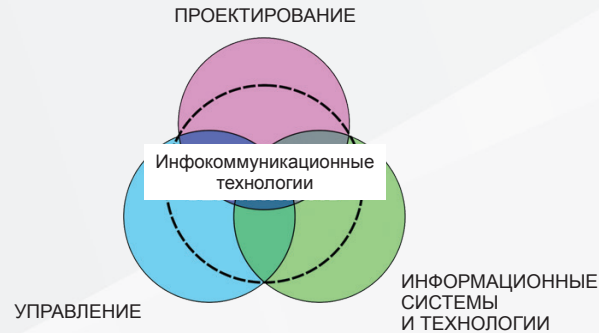 ПРОЕКТИРОВАНИЕ
Инфокоммуникационные
технологии
УПРАВЛЕНИЕ
ИНФОРМАЦИОННЫЕ
СИСТЕМЫ
И ТЕХНОЛОГИИ